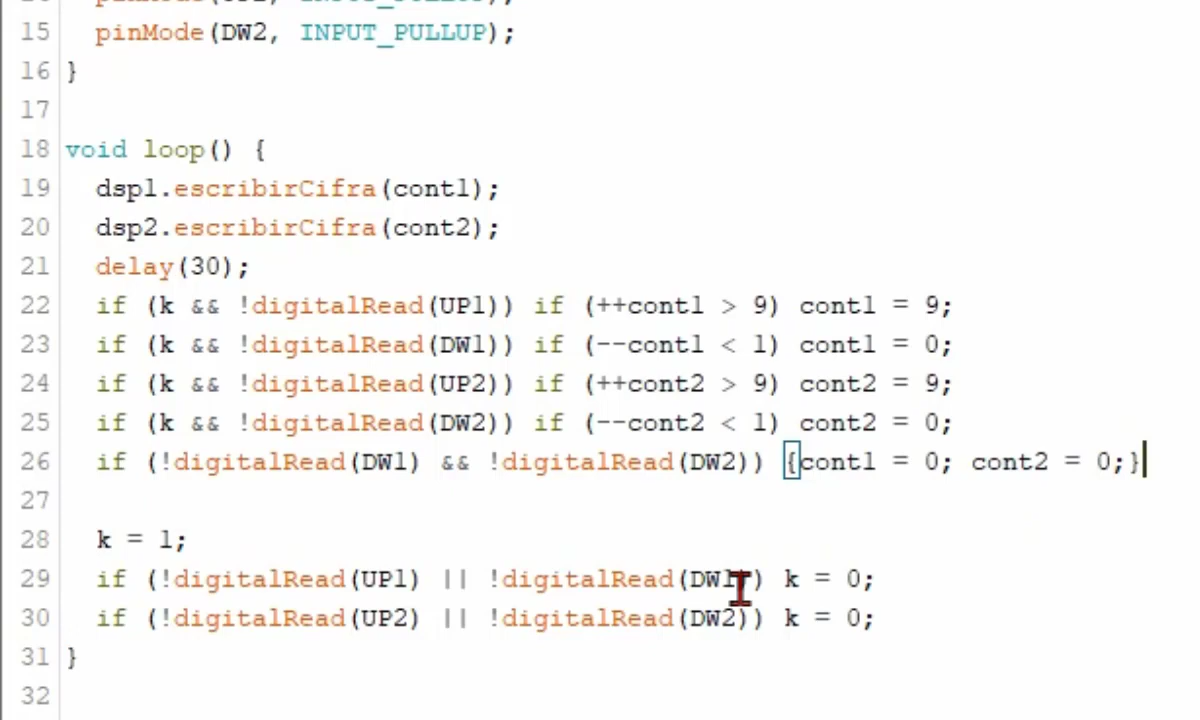 15 pinMode(DW2, INPUT_PULLUP);
16 }
17
18 void loop() {
19 dsp1.escribirCifra(cont1);
20 dsp2.escribirCifra(cont2);
21 delay(30);
22 if (k && !digitalRead(UP1)) if (++cont1 > 9) cont1 = 9;
23 if (k && !digitalRead(DW1)) if (--cont1 < 1) cont1 = 0;
24 if (k && !digitalRead(UP2)) if (++cont2 > 9) cont2 = 9;
25 if (k && !digitalRead(DW2)) if (--cont2 < 1) cont2 = 0;
26 if (!digitalRead(DW1) && !digitalRead(DW2)) {cont1 = 0; cont2 = 0;}
27
28 k = 1;
29 if (!digitalRead(UP1) || !digitalRead(DW1)) k = 0;
30 if (!digitalRead(UP2) || !digitalRead(DW2)) k = 0;
31 }
32